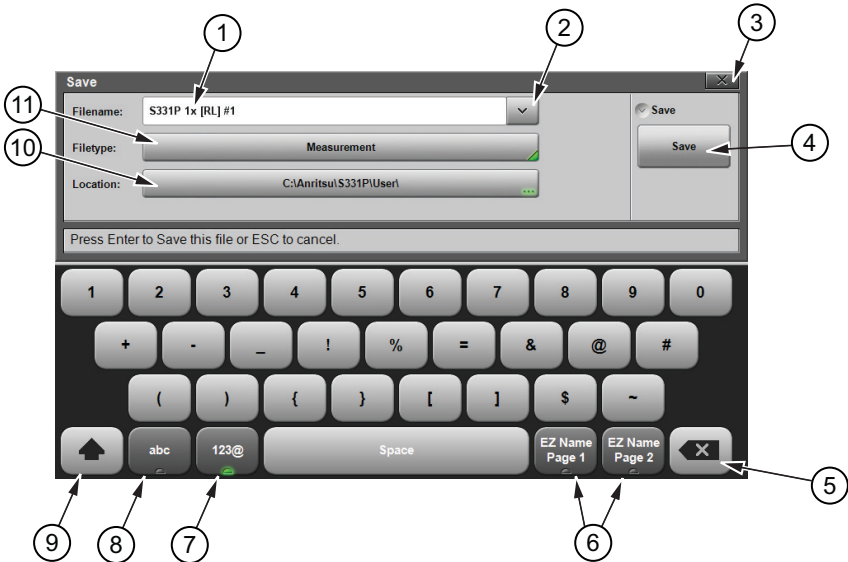 1
2
3
Save
11
Filename:
S331P 1x [RL] #1
Save
Filetype:
Measurement
Save
4
10
Location:
C:\Anritsu\S331P\User\
...
Press Enter to Save this file or ESC to cancel.
1 2 3 4 5 6 7 8 9 0
+ - _ ! % = & @ #
( ) { } [ ] $ ~
abc
123@
Space
EZ Name
Page 1
EZ Name
Page 2
5
9
8
7
6